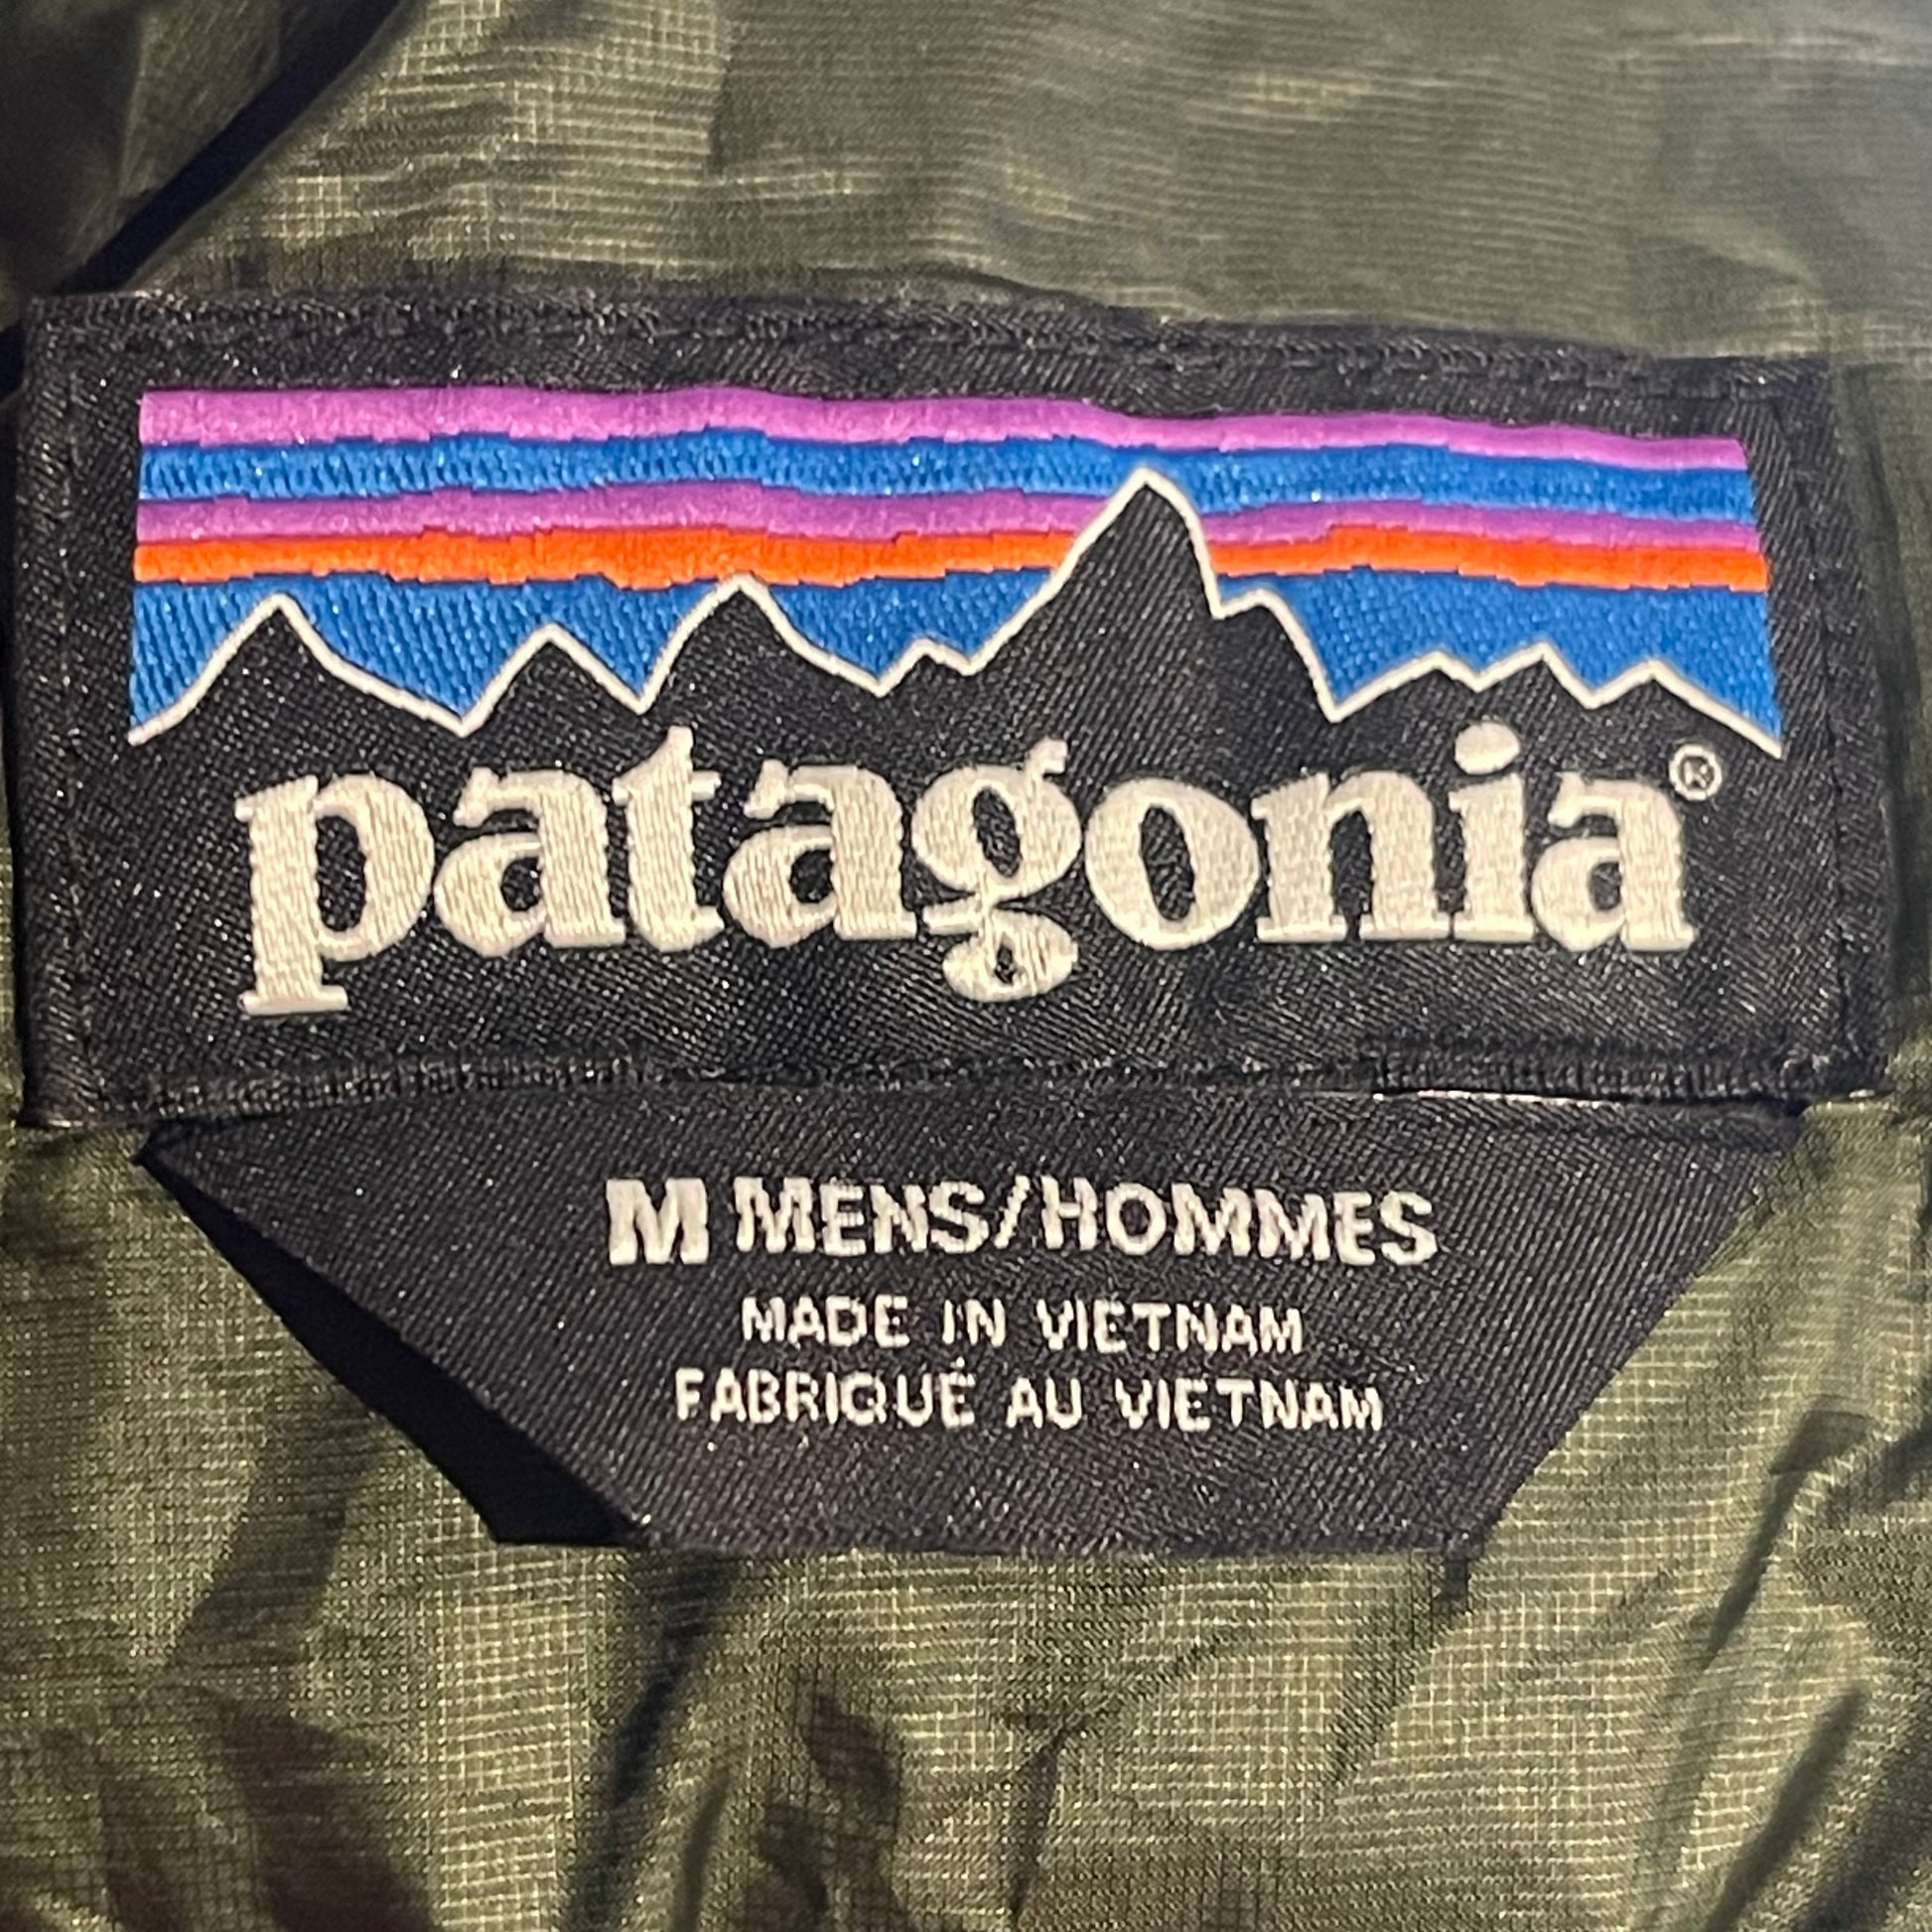 patagonia®
M MENS/HOMMES
MADE IN VIETNAM
FABRIQUÉ AU VIETNAM